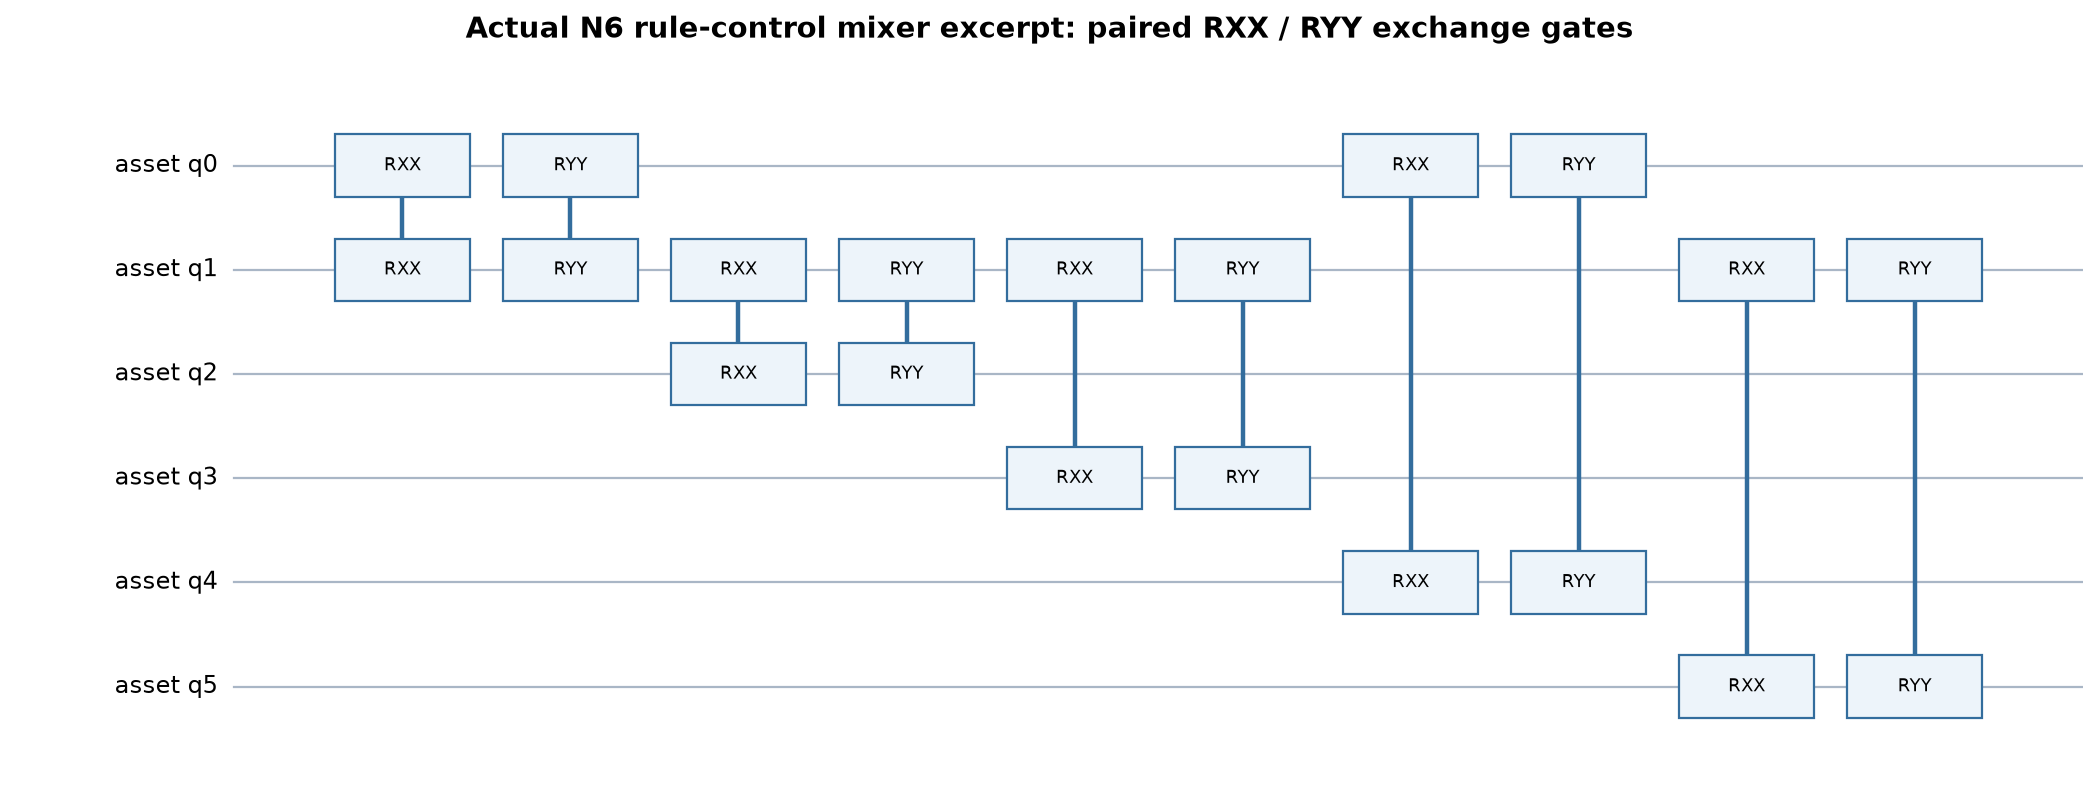 Actual N6 rule-control mixer excerpt: paired RXX / RYY exchange gates
asset q0 RXX RYY RXX RYY
asset q1 RXX RYY RXX RYY RXX RYY RXX RYY
asset q2 RXX RYY
asset q3 RXX RYY
asset q4 RXX RYY
asset q5 RXX RYY